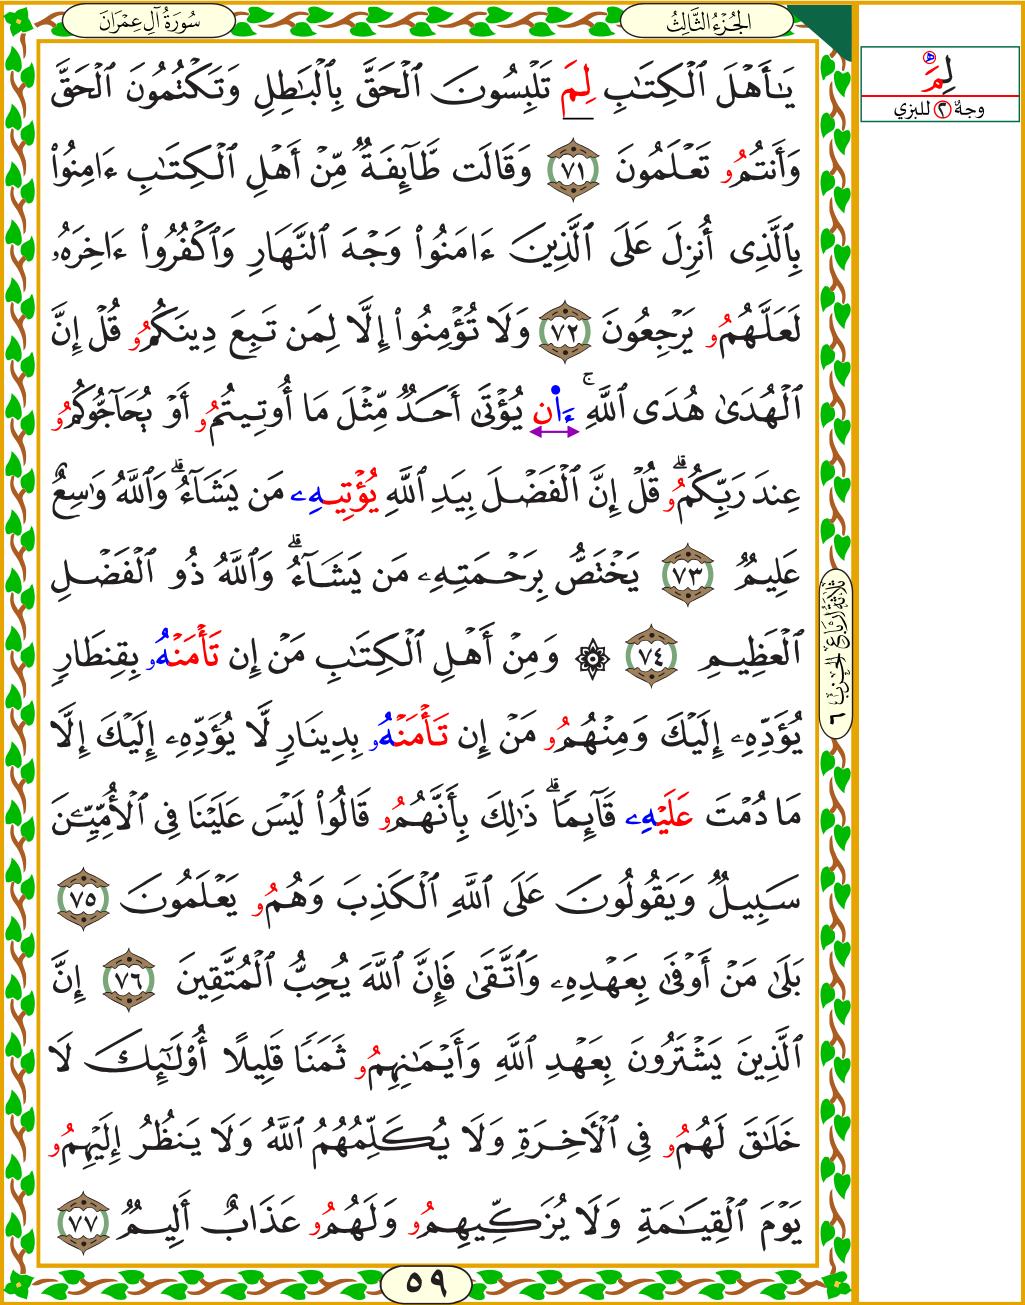 سُورَةُ آلِ عِمْرَانَ
الجُزْءُ الثَّالِثُ
يَٰٓأَهْلَ ٱلْكِتَٰبِ لِمَ تَلْبِسُونَ ٱلْحَقَّ بِٱلْبَٰطِلِ وَتَكْتُمُونَ ٱلْحَقَّ
وَأَنتُمُۥ تَعْلَمُونَ ٧١ وَقَالَت طَّآئِفَةٌ مِّنْ أَهْلِ ٱلْكِتَٰبِ ءَامِنُوا۟
بِٱلَّذِىٓ أُنزِلَ عَلَى ٱلَّذِينَ ءَامَنُوا۟ وَجْهَ ٱلنَّهَارِ وَٱكْفُرُوٓا۟ ءَاخِرَهُۥ
لَعَلَّهُمُۥ يَرْجِعُونَ ٧٢ وَلَا تُؤْمِنُوٓا۟ إِلَّا لِمَن تَبِعَ دِينَكُمُۥ قُلْ إِنَّ
ٱلْهُدَىٰ هُدَى ٱللَّهِ ءَا۬ن يُؤْتَىٰٓ أَحَدٌ مِّثْلَ مَآ أُوتِيتُمُۥٓ أَوْ يُحَآجُّوكُمُۥ
عِندَ رَبِّكُمُۥ قُلْ إِنَّ ٱلْفَضْلَ بِيَدِ ٱللَّهِ يُؤْتِيهِۦ مَن يَشَآءُ وَٱللَّهُ وَٰسِعٌ
عَلِيمٌ ٧٣ يَخْتَصُّ بِرَحْمَتِهِۦ مَن يَشَآءُ وَٱللَّهُ ذُو ٱلْفَضْلِ
ٱلْعَظِيمِ ٧٤ ۞ وَمِنْ أَهْلِ ٱلْكِتَٰبِ مَنْ إِن تَأْمَنْهُۥ بِقِنطَارٍ
يُؤَدِّهِۦٓ إِلَيْكَ وَمِنْهُمُۥ مَنْ إِن تَأْمَنْهُۥ بِدِينَارٍ لَّا يُؤَدِّهِۦٓ إِلَيْكَ إِلَّا
مَا دُمْتَ عَلَيْهِۦ قَآئِمًا ذَٰلِكَ بِأَنَّهُمُۥ قَالُوا۟ لَيْسَ عَلَيْنَا فِى ٱلْأُمِّيِّۦنَ
سَبِيلٌ وَيَقُولُونَ عَلَى ٱللَّهِ ٱلْكَذِبَ وَهُمُۥ يَعْلَمُونَ ٧٥
بَلَىٰ مَنْ أَوْفَىٰ بِعَهْدِهِۦ وَٱتَّقَىٰ فَإِنَّ ٱللَّهَ يُحِبُّ ٱلْمُتَّقِينَ ٧٦ إِنَّ
ٱلَّذِينَ يَشْتَرُونَ بِعَهْدِ ٱللَّهِ وَأَيْمَٰنِهِمُۥ ثَمَنًا قَلِيلًا أُو۟لَٰٓئِكَ لَا
خَلَٰقَ لَهُمُۥ فِى ٱلْأَخِرَةِ وَلَا يُكَلِّمُهُمُ ٱللَّهُ وَلَا يَنظُرُ إِلَيْهِمُۥ
يَوْمَ ٱلْقِيَٰمَةِ وَلَا يُزَكِّيهِمُۥ وَلَهُمُۥ عَذَابٌ أَلِيمٌ ٧٧
٥٩
ثَلَاثَةُ أَرْبَاعِ الْحِزْبِ ٦
لِمَ
وجهٌ ٢ للبزي